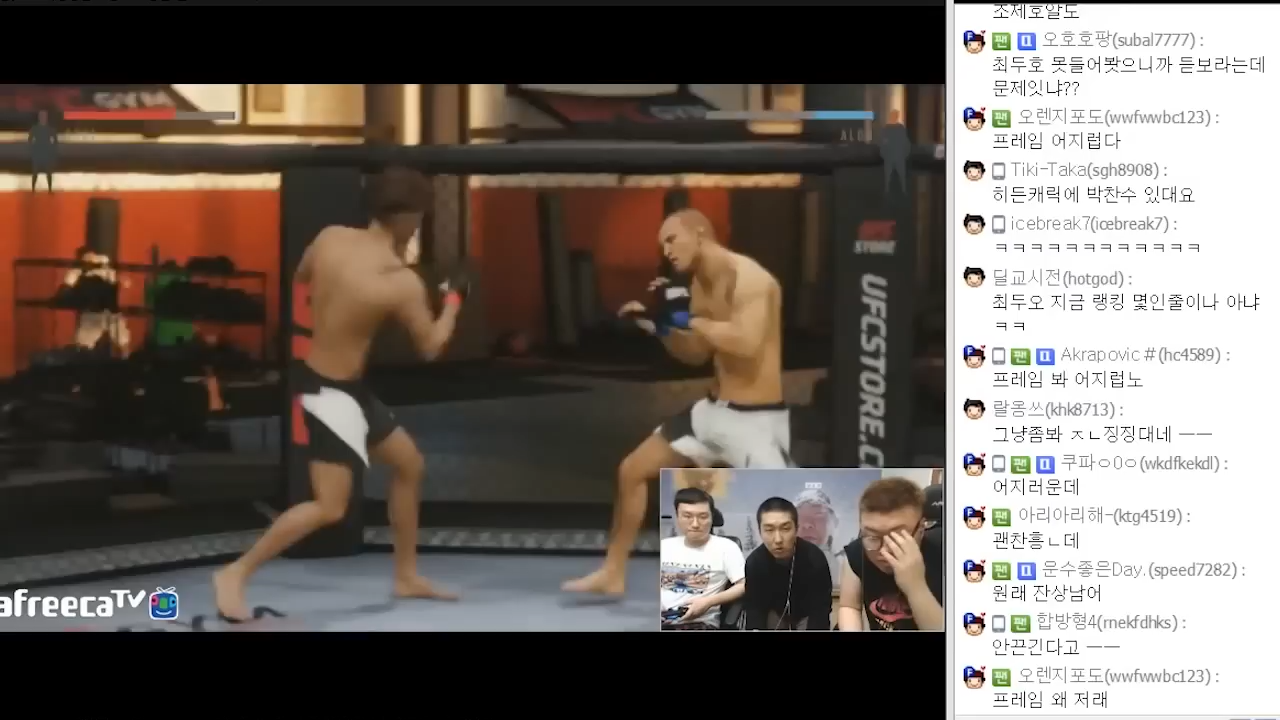 조제호알도
오호호팡(subal7777) :
최두호 못들어봣으니까 듣보라는데
문제잇냐??
오렌지포도(wwfwwbc123) :
프레임 어지럽다
Tiki-Taka(sgh8908) :
히든캐릭에 박찬수 있대요
icebreak7(icebreak7) :
ㅋㅋㅋㅋㅋㅋㅋㅋㅋㅋㅋㅋ
딜교시전(hotgod) :
최두오 지금 랭킹 몇인줄이나 아냐
ㅋㅋ
Akrapovic #(hc4589) :
프레임 봐 어지럽노
랄옹쓰(khk8713) :
그냥좀봐 ㅈㄴ징징대네 ㅡㅡ
쿠파ㅇ0ㅇ(wkdfkekdl) :
어지러운데
아리아리해~(ktg4519) :
괜찬흥ㄴ데
운수좋은Day.(speed7282) :
원래 잔상남어
합방형4(rnekfdhks) :
안끈긴다고 ㅡㅡ
오렌지포도(wwfwwbc123) :
프레임 왜 저래
UFC
STORE
UFCSTORE.C
afreecaTV